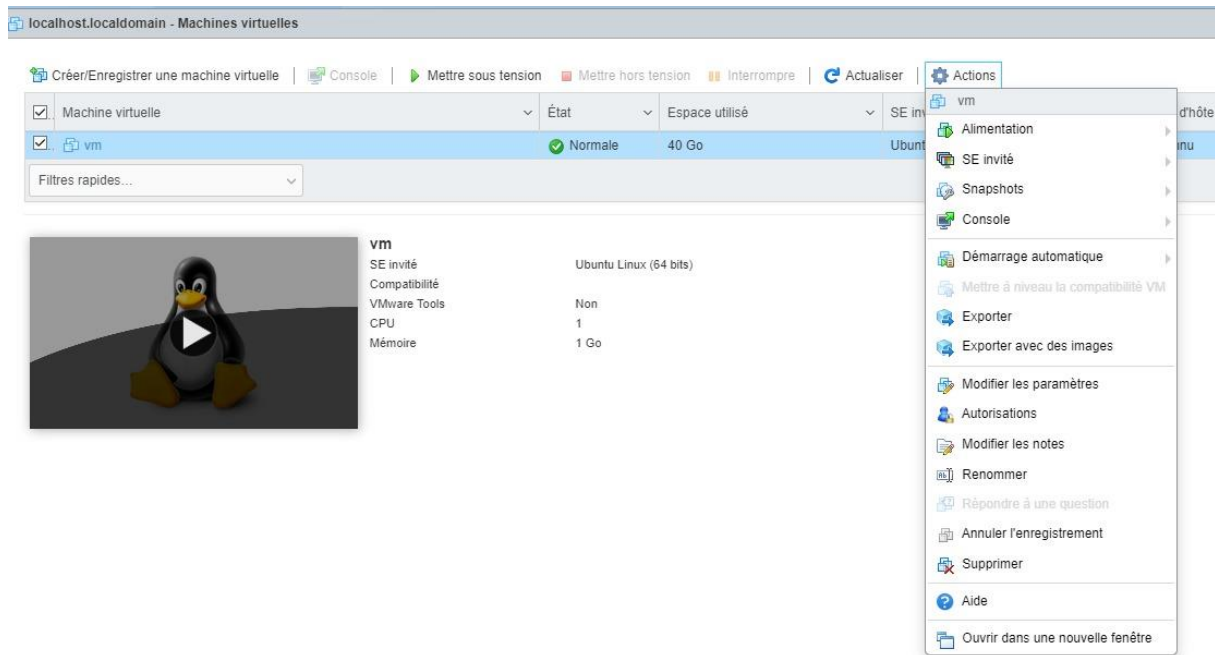 localhost.localdomain - Machines virtuelles
Créer/Enregistrer une machine virtuelle | Console | Mettre sous tension Mettre hors tension Interrompre | Actualiser | Actions
Machine virtuelle État Espace utilisé SE inv d'hôte
vm Normale 40 Go Ubunt nu
Filtres rapides...
vm
Alimentation
SE invité
Snapshots
Console
Démarrage automatique
Mettre á niveau la compatibilité VM
Exporter
Exporter avec des images
Modifier les paramètres
Autorisations
Modifier les notes
Renommer
Répondre à une question
Annuler l'enregistrement
Supprimer
Aide
Ouvrir dans une nouvelle fenêtre
vm
SE invité Ubuntu Linux (64 bits)
Compatibilité
VMware Tools Non
CPU 1
Mémoire 1 Go